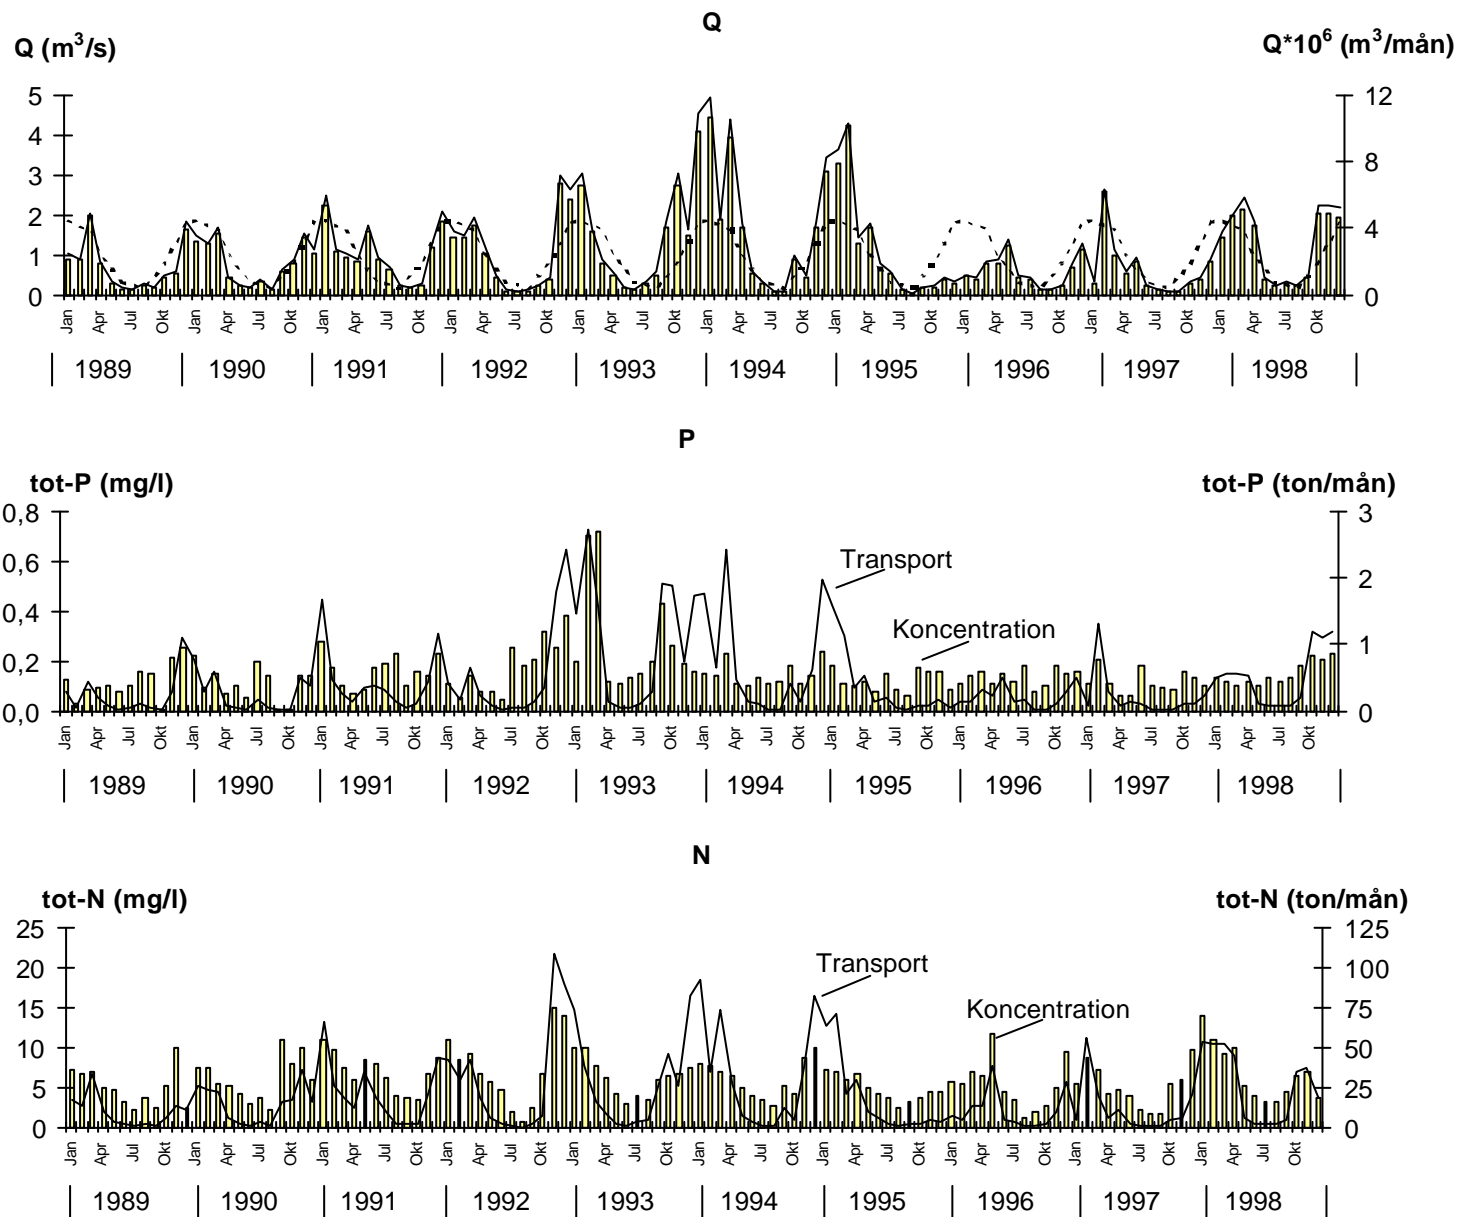 Q
Q (m³/s)
Q*10⁶ (m³/mån)
5 12
4
3 8
2 4
1
0 0
Jan Apr Jul Okt Jan Apr Jul Okt Jan Apr Jul Okt Jan Apr Jul Okt Jan Apr Jul Okt Jan Apr Jul Okt Jan Apr Jul Okt Jan Apr Jul Okt Jan Apr Jul Okt Jan Apr Jul Okt
1989 1990 1991 1992 1993 1994 1995 1996 1997 1998
P
tot-P (mg/l) tot-P (ton/mån)
0,8 3
0,6 2
Transport
0,4
Koncentration
0,2 1
0,0 0
Jan Apr Jul Okt Jan Apr Jul Okt Jan Apr Jul Okt Jan Apr Jul Okt Jan Apr Jul Okt Jan Apr Jul Okt Jan Apr Jul Okt Jan Apr Jul Okt Jan Apr Jul Okt Jan Apr Jul Okt
1989 1990 1991 1992 1993 1994 1995 1996 1997 1998
N
tot-N (mg/l) tot-N (ton/mån)
25 125
20 100
Transport
15 75
Koncentration
10 50
5 25
0 0
Jan Apr Jul Okt Jan Apr Jul Okt Jan Apr Jul Okt Jan Apr Jul Okt Jan Apr Jul Okt Jan Apr Jul Okt Jan Apr Jul Okt Jan Apr Jul Okt Jan Apr Jul Okt Jan Apr Jul Okt
1989 1990 1991 1992 1993 1994 1995 1996 1997 1998